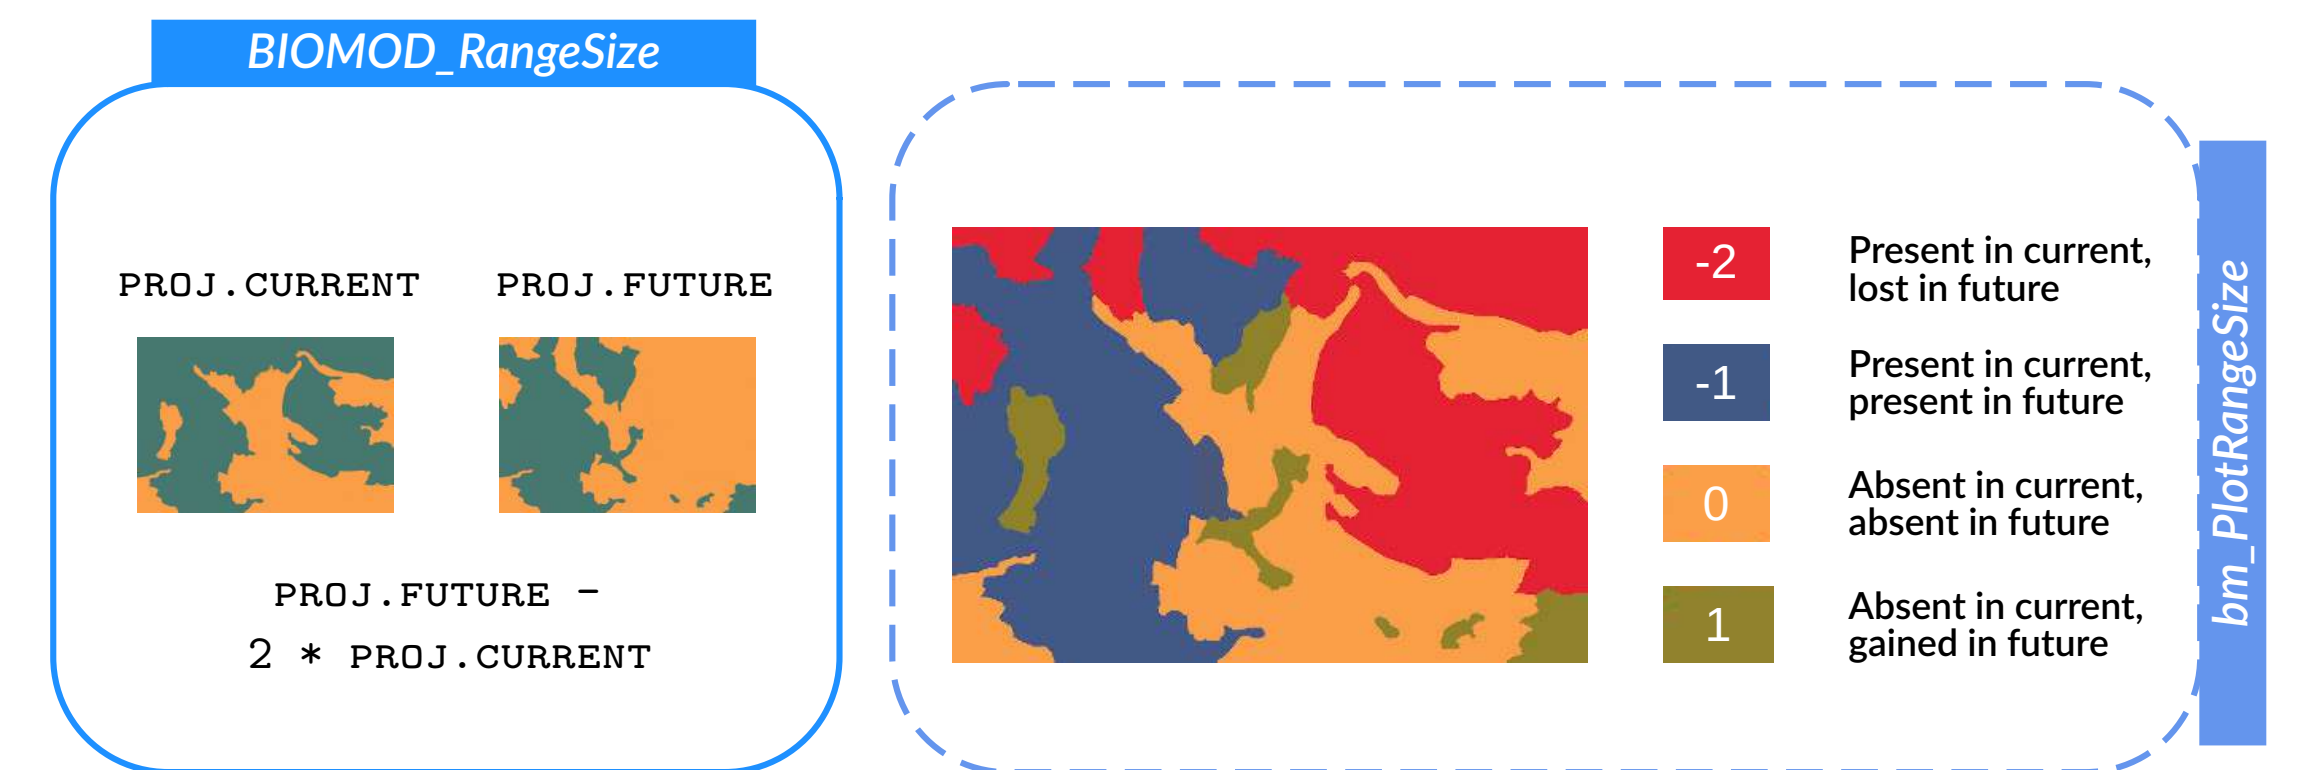 BIOMOD_RangeSize
PROJ.CURRENT
PROJ.FUTURE
PROJ.FUTURE -
2 * PROJ.CURRENT
-2
Present in current,
lost in future
-1
Present in current,
present in future
0
Absent in current,
absent in future
1
Absent in current,
gained in future
bm_PlotRangeSize